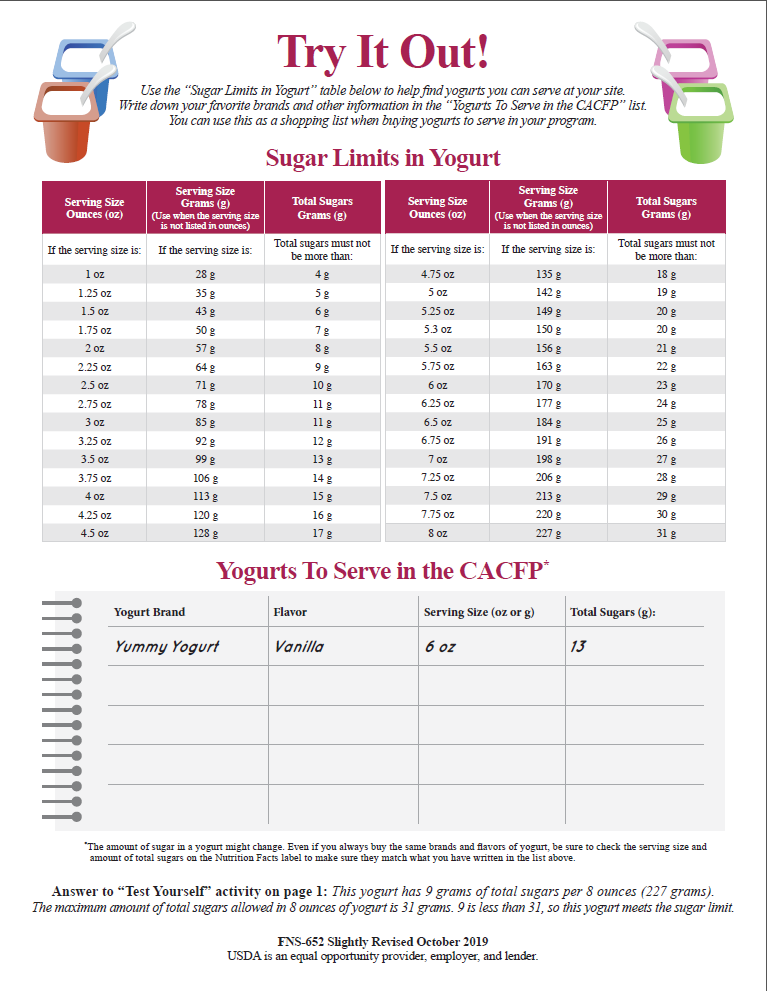 Try It Out!
Use the “Sugar Limits in Yogurt” table below to help find yogurts you can serve at your site.
Write down your favorite brands and other information in the “Yogurts To Serve in the CACFP” list.
You can use this as a shopping list when buying yogurts to serve in your program.
Sugar Limits in Yogurt
Serving Size Ounces (oz) Serving Size Grams (g) (Use when the serving size is not listed in ounces) Total Sugars Grams (g) Serving Size Ounces (oz) Serving Size Grams (g) (Use when the serving size is not listed in ounces) Total Sugars Grams (g)
If the serving size is: If the serving size is: Total sugars must not be more than: If the serving size is: If the serving size is: Total sugars must not be more than:
1 oz 28 g 4 g 4.75 oz 135 g 18 g
1.25 oz 35 g 5 g 5 oz 142 g 19 g
1.5 oz 43 g 6 g 5.25 oz 149 g 20 g
1.75 oz 50 g 7 g 5.3 oz 150 g 20 g
2 oz 57 g 8 g 5.5 oz 156 g 21 g
2.25 oz 64 g 9 g 5.75 oz 163 g 22 g
2.5 oz 71 g 10 g 6 oz 170 g 23 g
2.75 oz 78 g 11 g 6.25 oz 177 g 24 g
3 oz 85 g 11 g 6.5 oz 184 g 25 g
3.25 oz 92 g 12 g 6.75 oz 191 g 26 g
3.5 oz 99 g 13 g 7 oz 198 g 27 g
3.75 oz 106 g 14 g 7.25 oz 206 g 28 g
4 oz 113 g 15 g 7.5 oz 213 g 29 g
4.25 oz 120 g 16 g 7.75 oz 220 g 30 g
4.5 oz 128 g 17 g 8 oz 227 g 31 g
Yogurts To Serve in the CACFP*
Yogurt Brand Flavor Serving Size (oz or g) Total Sugars (g):
Yummy Yogurt Vanilla 6 oz 13
*The amount of sugar in a yogurt might change. Even if you always buy the same brands and flavors of yogurt, be sure to check the serving size and
amount of total sugars on the Nutrition Facts label to make sure they match what you have written in the list above.
Answer to “Test Yourself” activity on page 1: This yogurt has 9 grams of total sugars per 8 ounces (227 grams).
The maximum amount of total sugars allowed in 8 ounces of yogurt is 31 grams. 9 is less than 31, so this yogurt meets the sugar limit.
FNS-652 Slightly Revised October 2019
USDA is an equal opportunity provider, employer, and lender.